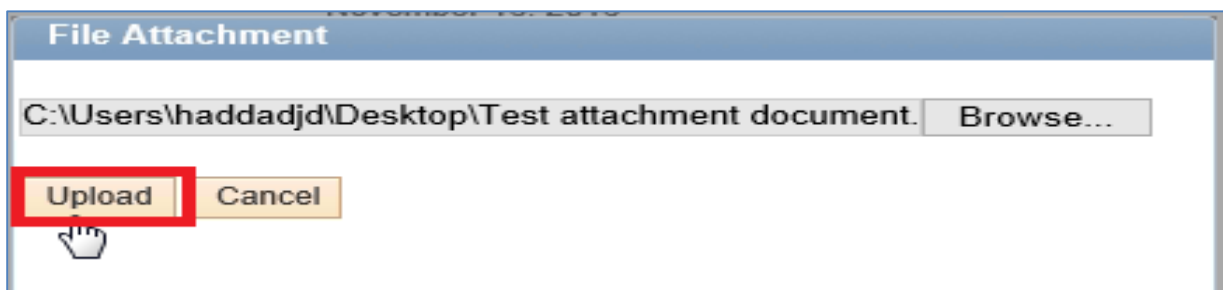 File Attachment
C:\Users\haddadjd\Desktop\Test attachment document. Browse...
Upload Cancel